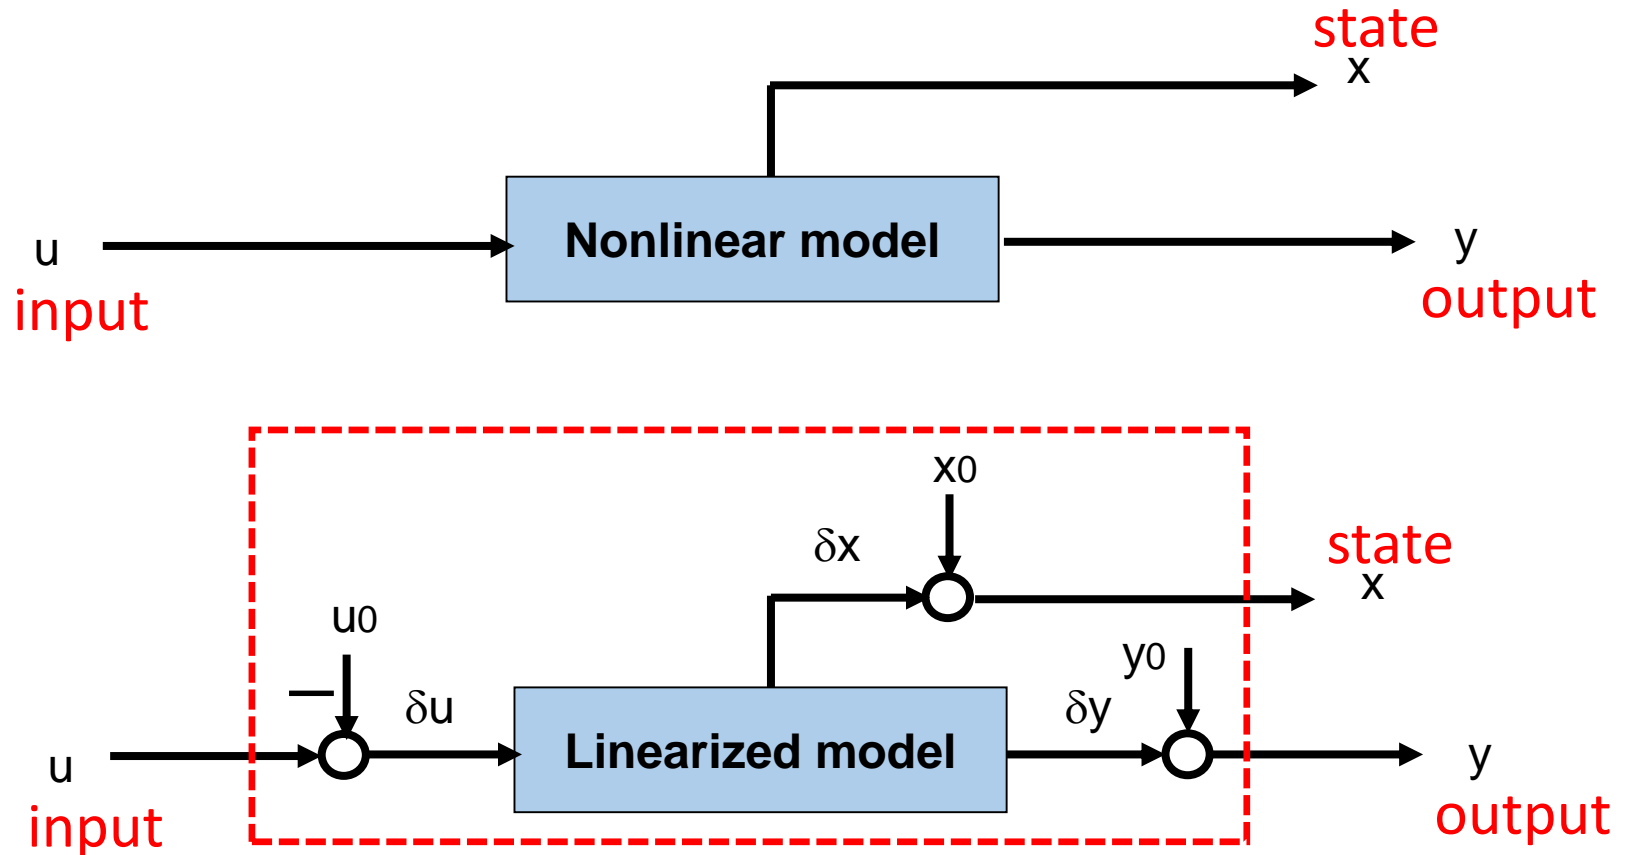 state
x
Nonlinear model
u
input
y
output
x0
δx
state
x
u0
y0
—
δu
δy
Linearized model
u
input
y
output